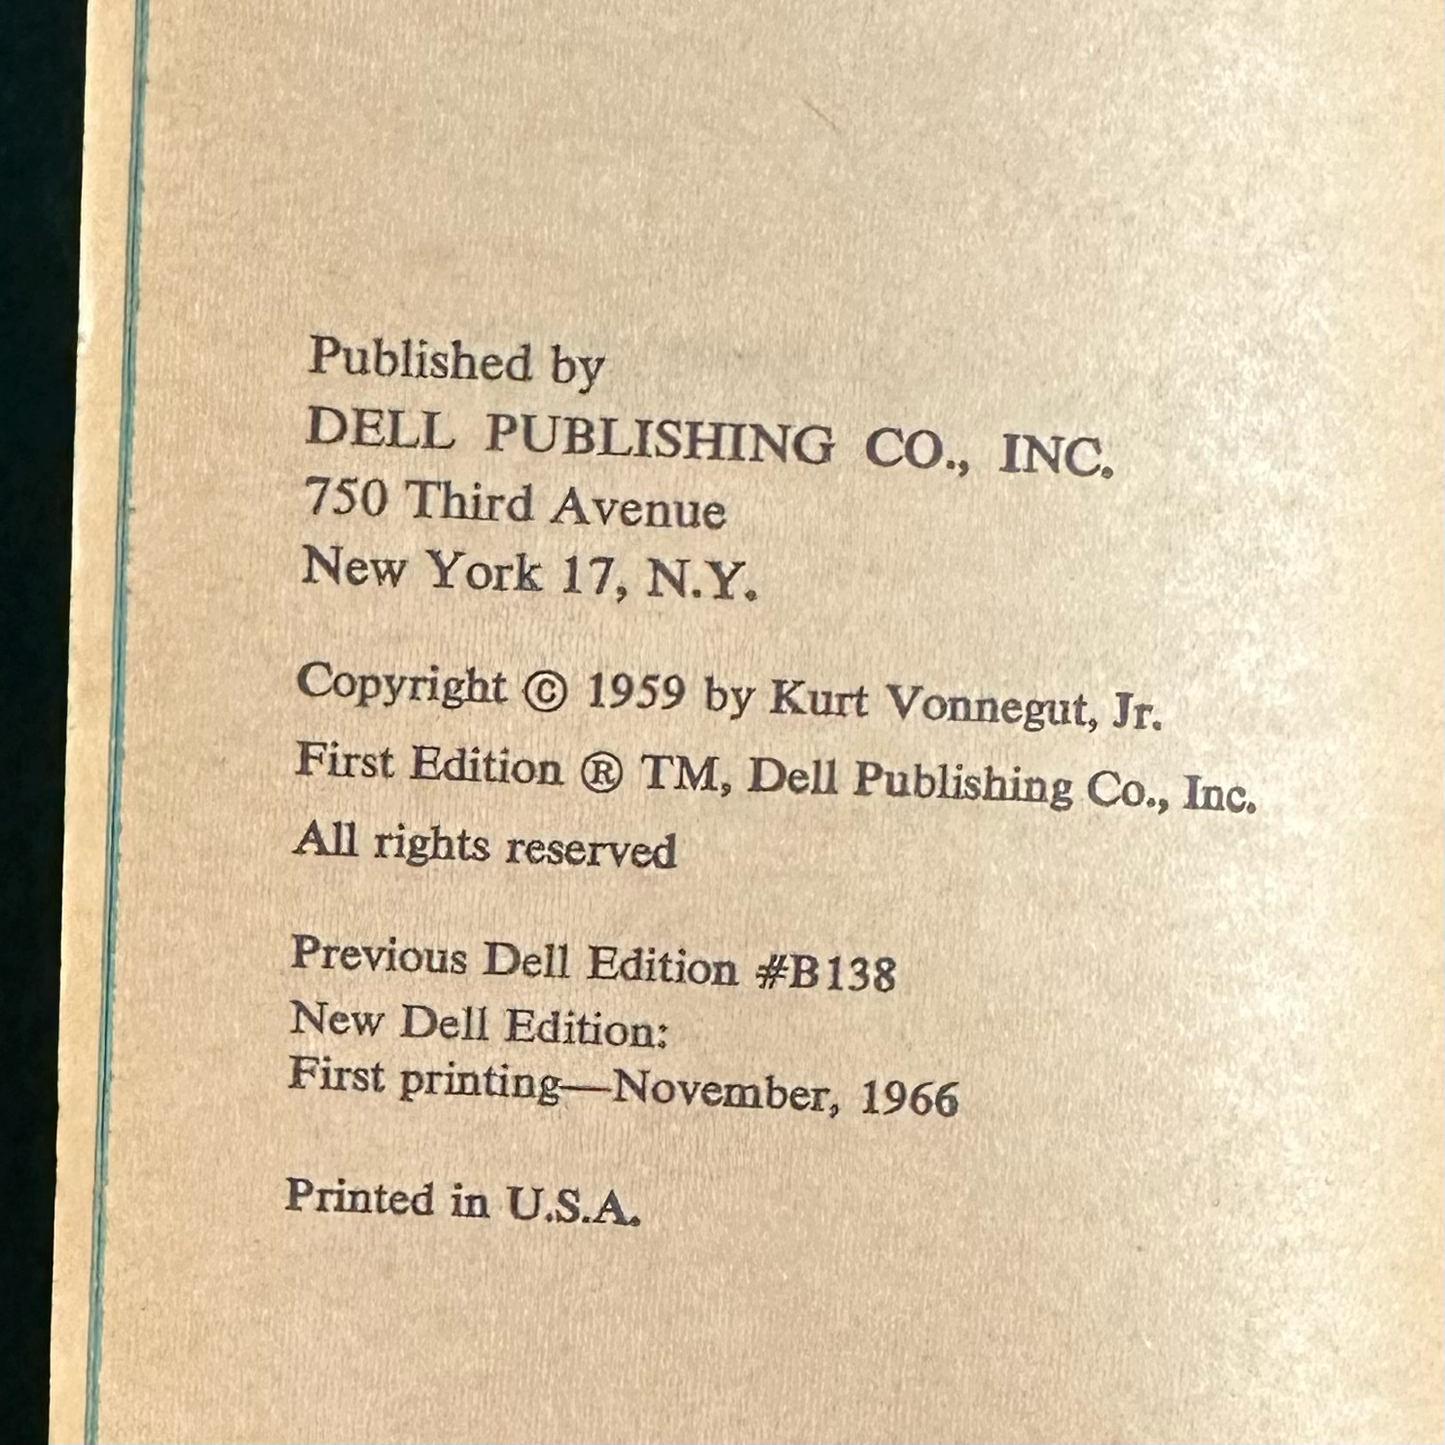 Published by
DELL PUBLISHING CO., INC.
750 Third Avenue
New York 17, N.Y.
Copyright © 1959 by Kurt Vonnegut, Jr.
First Edition ® TM, Dell Publishing Co., Inc.
All rights reserved
Previous Dell Edition #B138
New Dell Edition:
First printing—November, 1966
Printed in U.S.A.